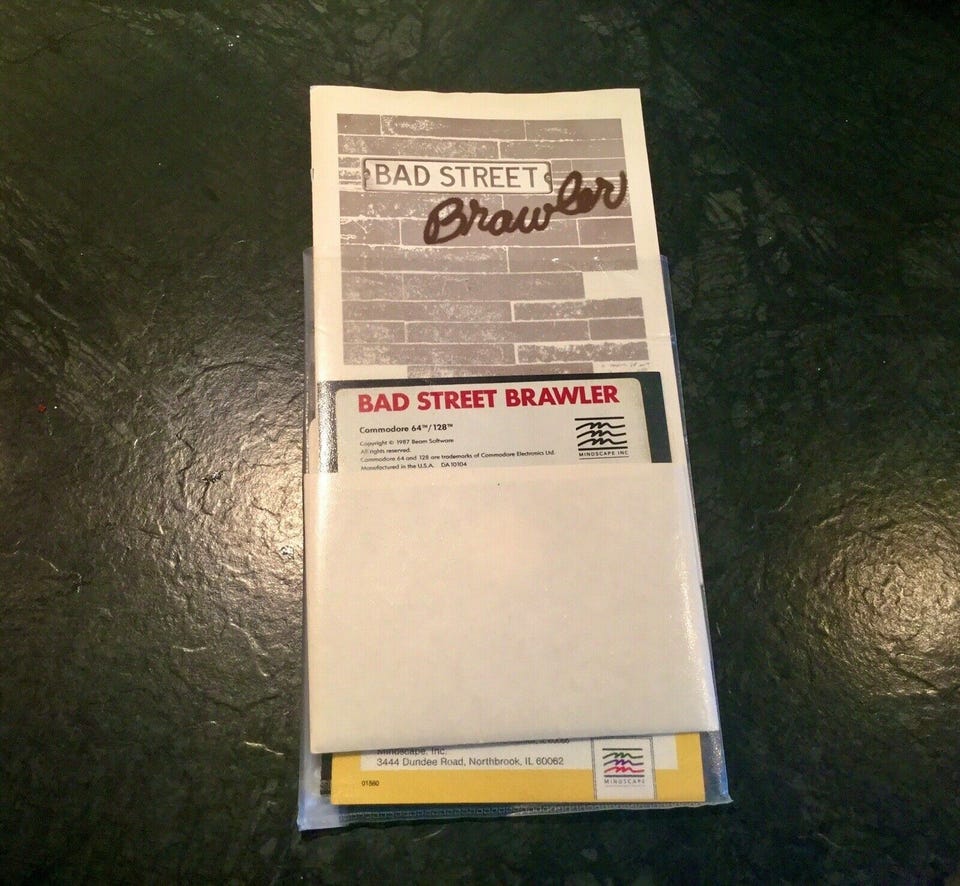 BAD STREET
Brawler
BAD STREET BRAWLER
Commodore 64™/128™
Copyright © 1987 Beam Software
All rights reserved.
Commodore 64 and 128 are trademarks of Commodore Electronics Ltd.
Manufactured in the U.S.A. DA10104
MINDSCAPE INC
Mindscape, Inc.
3444 Dundee Road, Northbrook, IL 60062
01560
MINDSCAPE